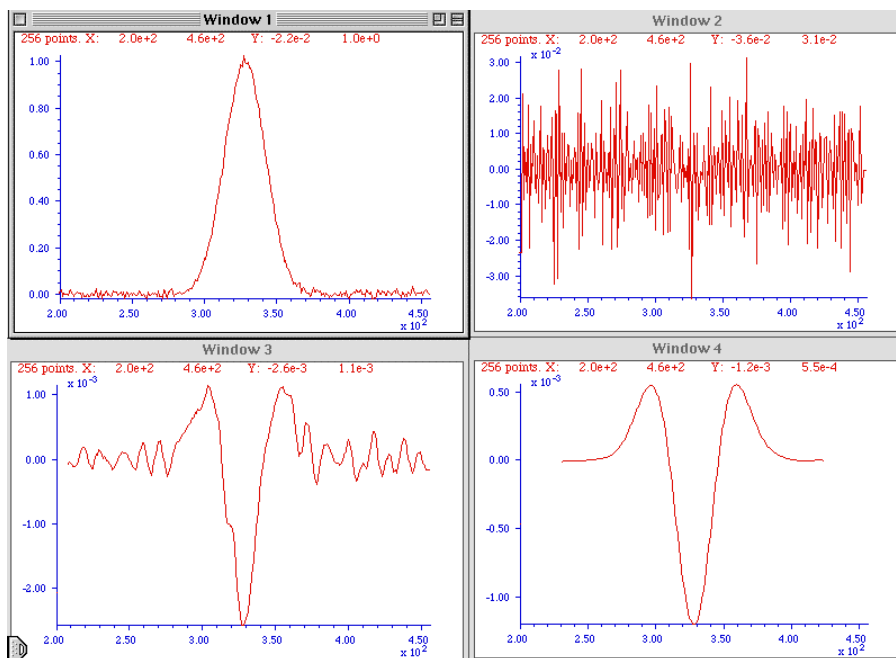 Window 1
256 points. X: 2.0e+2 4.6e+2 Y: -2.2e-2 1.0e+0
1.00
0.80
0.60
0.40
0.20
0.00
2.00 2.50 3.00 3.50 4.00 4.50
x 10²
Window 2
256 points. X: 2.0e+2 4.6e+2 Y: -3.6e-2 3.1e-2
x 10⁻²
3.00
2.00
1.00
0.00
-1.00
-2.00
-3.00
2.00 2.50 3.00 3.50 4.00 4.50
x 10²
Window 3
256 points. X: 2.0e+2 4.6e+2 Y: -2.6e-3 1.1e-3
x 10⁻³
1.00
0.00
-1.00
-2.00
2.00 2.50 3.00 3.50 4.00 4.50
x 10²
Window 4
256 points. X: 2.0e+2 4.6e+2 Y: -1.2e-3 5.5e-4
x 10⁻³
0.50
0.00
-0.50
-1.00
2.00 2.50 3.00 3.50 4.00 4.50
x 10²